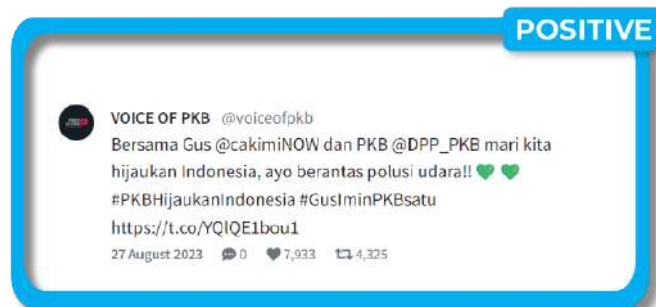 POSITIVE
VOICE OF PKB @voiceofpkb
Bersama Gus @cakimiNOW dan PKB @DPP_PKB mari kita
hijaukan Indonesia, ayo berantas polusi udara!! 💚 💚
#PKBHijaukanIndonesia #GusIminPKBsatu
https://t.co/YQlQE1bou1
27 August 2023 0 7,933 4,325